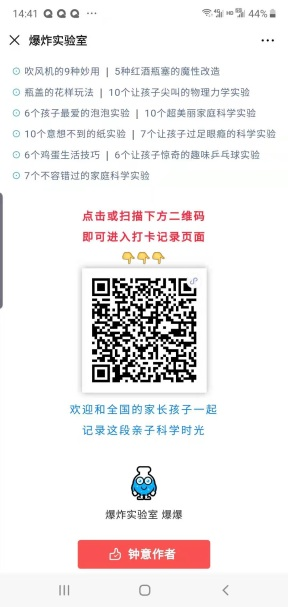 14:41 44%
爆炸实验室
吹风机的9种妙用 | 5种红酒瓶塞的魔性改造
瓶盖的花样玩法 | 10个让孩子尖叫的物理力学实验
6个孩子最爱的泡泡实验 | 10个超美丽家庭科学实验
10个意想不到的纸实验 | 7个让孩子过足眼瘾的科学实验
6个鸡蛋生活技巧 | 6个让孩子惊奇的趣味乒乓球实验
7个不容错过的家庭科学实验
点击或扫描下方二维码
即可进入打卡记录页面
欢迎和全国的家长孩子一起
记录这段亲子科学时光
爆炸实验室 爆爆
钟意作者